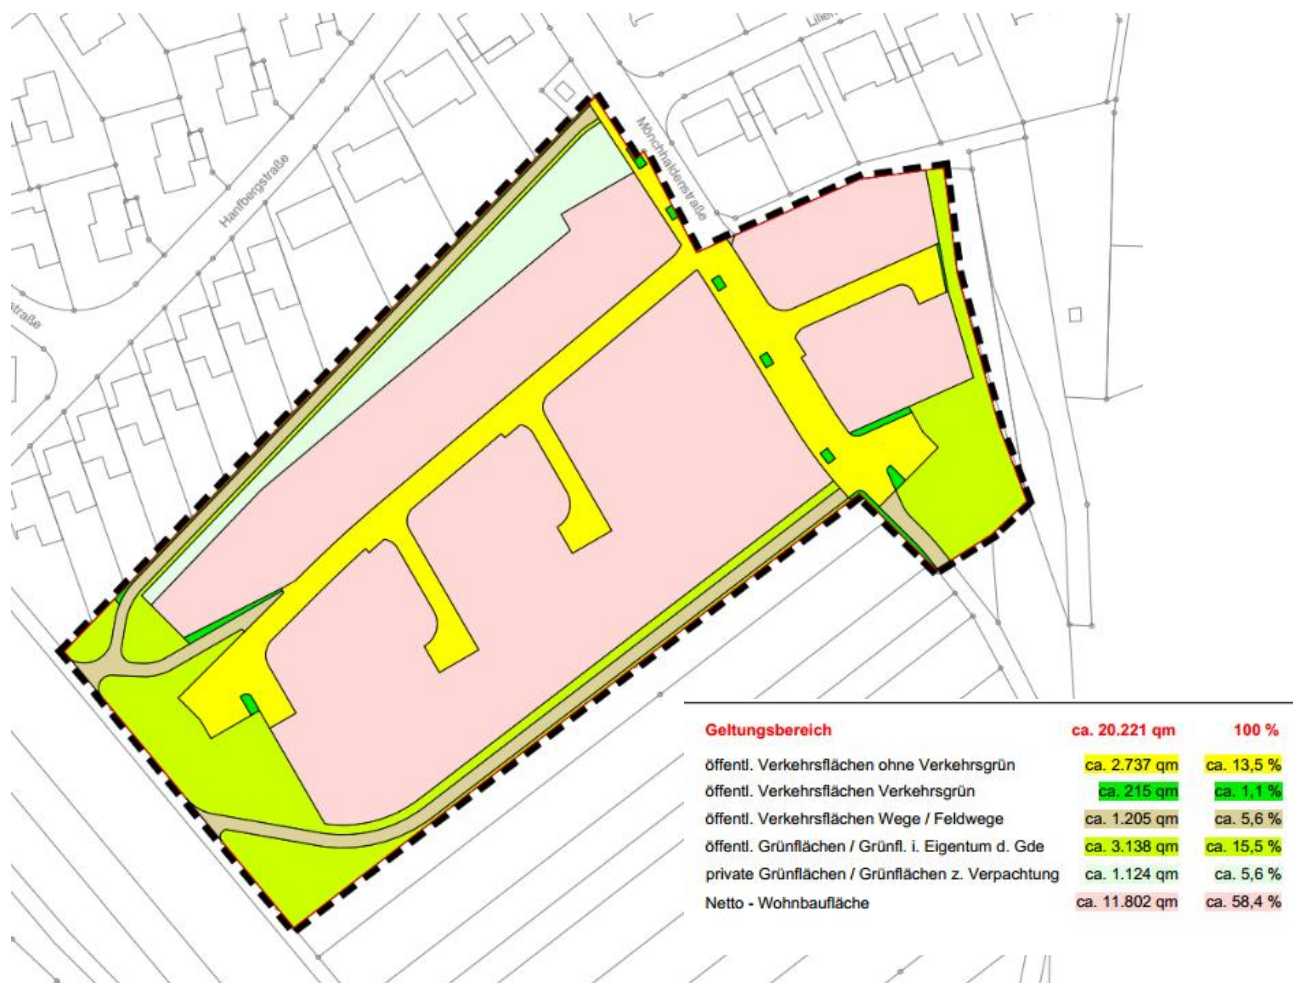 Mönchhaldenstraße
Hanfbergstraße
straße
Geltungsbereich ca. 20.221 qm 100 %
öffentl. Verkehrsflächen ohne Verkehrsgrün ca. 2.737 qm ca. 13,5 %
öffentl. Verkehrsflächen Verkehrsgrün ca. 215 qm ca. 1,1 %
öffentl. Verkehrsflächen Wege / Feldwege ca. 1.205 qm ca. 5,6 %
öffentl. Grünflächen / Grünfl. i. Eigentum d. Gde ca. 3.138 qm ca. 15,5 %
private Grünflächen / Grünflächen z. Verpachtung ca. 1.124 qm ca. 5,6 %
Netto - Wohnbaufläche ca. 11.802 qm ca. 58,4 %